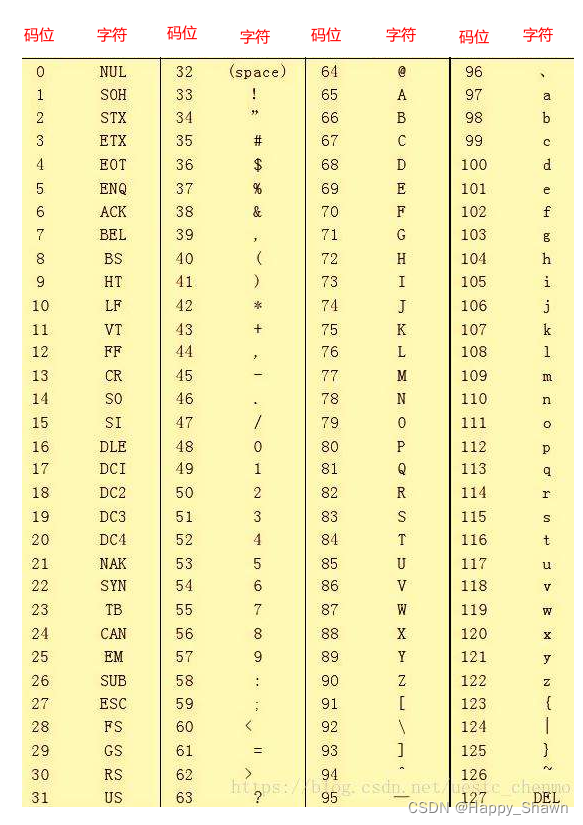 码位 字符 码位 字符 码位 字符 码位 字符
0 NUL 32 (space) 64 @ 96 、
1 SOH 33 ! 65 A 97 a
2 STX 34 ” 66 B 98 b
3 ETX 35 # 67 C 99 c
4 EOT 36 $ 68 D 100 d
5 ENQ 37 % 69 E 101 e
6 ACK 38 & 70 F 102 f
7 BEL 39 , 71 G 103 g
8 BS 40 ( 72 H 104 h
9 HT 41 ) 73 I 105 i
10 LF 42 * 74 J 106 j
11 VT 43 + 75 K 107 k
12 FF 44 , 76 L 108 l
13 CR 45 - 77 M 109 m
14 SO 46 . 78 N 110 n
15 SI 47 / 79 O 111 o
16 DLE 48 0 80 P 112 p
17 DCI 49 1 81 Q 113 q
18 DC2 50 2 82 R 114 r
19 DC3 51 3 83 S 115 s
20 DC4 52 4 84 T 116 t
21 NAK 53 5 85 U 117 u
22 SYN 54 6 86 V 118 v
23 TB 55 7 87 W 119 w
24 CAN 56 8 88 X 120 x
25 EM 57 9 89 Y 121 y
26 SUB 58 : 90 Z 122 z
27 ESC 59 ; 91 [ 123 {
28 FS 60 < 92 \ 124 |
29 GS 61 = 93 ] 125 }
30 RS 62 > 94 ^ 126 ~
https://blog.csdn.net/uestc_chenmo
31 US 63 ? 95 — 127 DEL
CSDN @Happy_Shawn